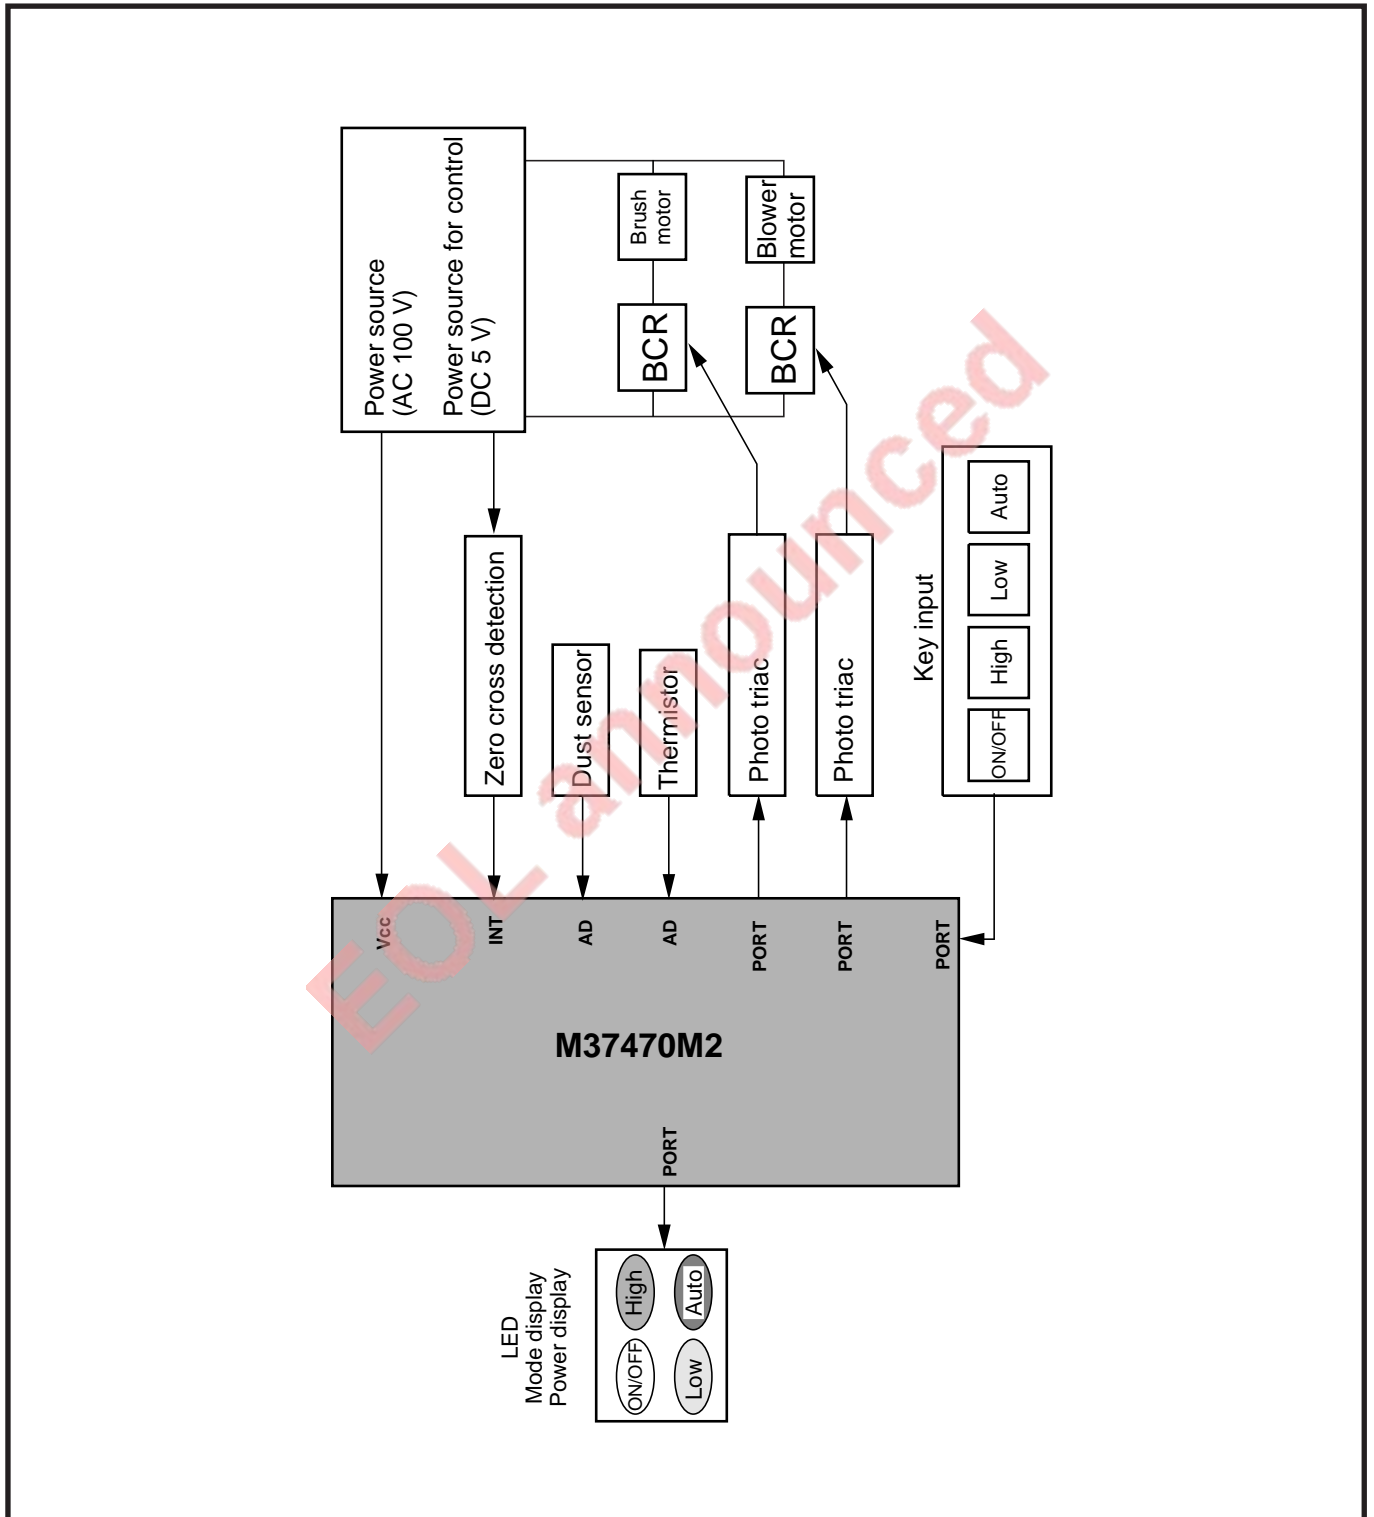 Power source
(AC 100 V)
Power source for control
(DC 5 V)
Brush
motor
Blower
motor
BCR
BCR
Zero cross detection
Dust sensor
Thermistor
Photo triac
Photo triac
Key input
ON/OFF
High
Low
Auto
Vcc
INT
AD
AD
PORT
PORT
PORT
M37470M2
PORT
LED
Mode display
Power display
ON/OFF
High
Low
Auto
EOL announced